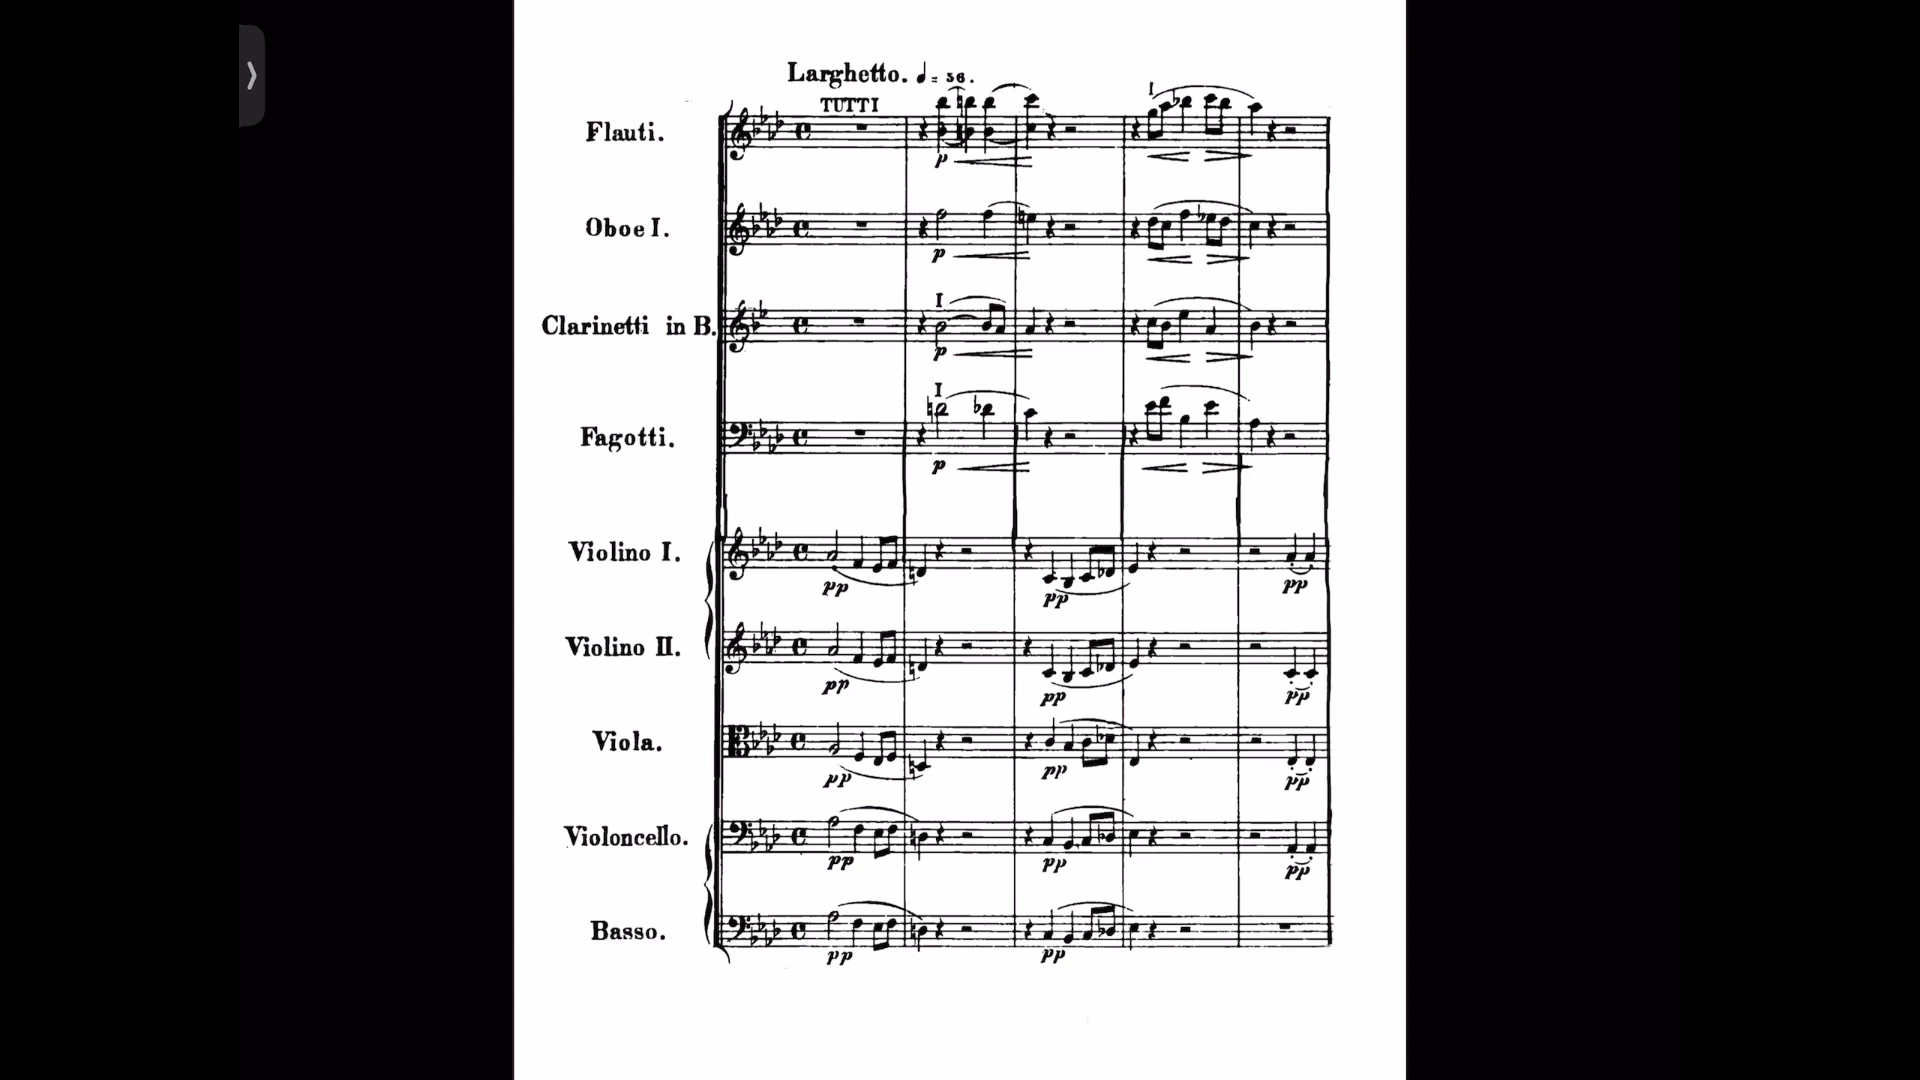 Larghetto. ♩= 56.
TUTTI
I
Flauti.
p
Oboe I.
p
I
Clarinetti in B.
p
I
Fagotti.
p
Violino I.
pp pp pp
Violino II.
pp pp pp
Viola.
pp pp pp
Violoncello.
pp pp pp
Basso.
pp pp